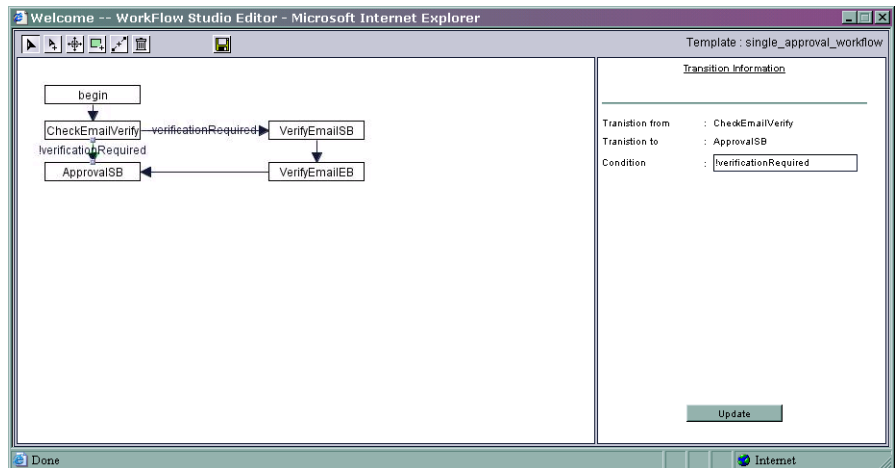 Welcome -- WorkFlow Studio Editor - Microsoft Internet Explorer
Template : single_approval_workflow
begin
CheckEmailVerify verificationRequired VerifyEmailSB
!verificationRequired
ApprovalSB VerifyEmailEB
Transition Information
Tranistion from : CheckEmailVerify
Tranistion to : ApprovalSB
Condition : !verificationRequired
Update
Done Internet